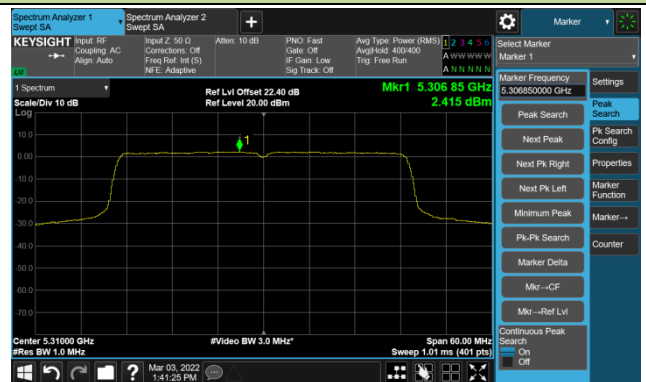 Spectrum Analyzer 1
Swept SA
Spectrum Analyzer 2
Swept SA
+
Marker
KEYSIGHT
Input: RF
Coupling: AC
Align: Auto
Input Z: 50 Ω
Corrections: Off
Freq Ref: Int (S)
NFE: Adaptive
Atten: 10 dB
PNO: Fast
Gate: Off
IF Gain: Low
Sig Track: Off
Avg Type: Power (RMS)
Avg|Hold: 400/400
Trig: Free Run
1 2 3 4 5 6
A W W W W W
A N N N N N
Select Marker
Marker 1
1 Spectrum
Scale/Div 10 dB
Log
Ref Lvl Offset 22.40 dB
Ref Level 20.00 dBm
Mkr1 5.306 85 GHz
2.415 dBm
10.0
0.00
-10.0
-20.0
-30.0
-40.0
-50.0
-60.0
-70.0
1
Center 5.31000 GHz
#Res BW 1.0 MHz
#Video BW 3.0 MHz*
Span 60.00 MHz
Sweep 1.01 ms (401 pts)
Marker Frequency
5.306850000 GHz
Peak Search
Next Peak
Next Pk Right
Next Pk Left
Minimum Peak
Pk-Pk Search
Marker Delta
Mkr→CF
Mkr→Ref Lvl
Continuous Peak
Search
On
Off
Settings
Peak
Search
Pk Search
Config
Properties
Marker
Function
Marker→
Counter
?
Mar 03, 2022
1:41:25 PM